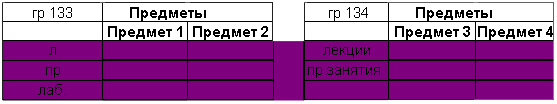 гр 133 Предметы гр 134 Предметы
Предмет 1 Предмет 2 Предмет 3 Предмет 4
л лекции
пр пр.занятия
лаб.